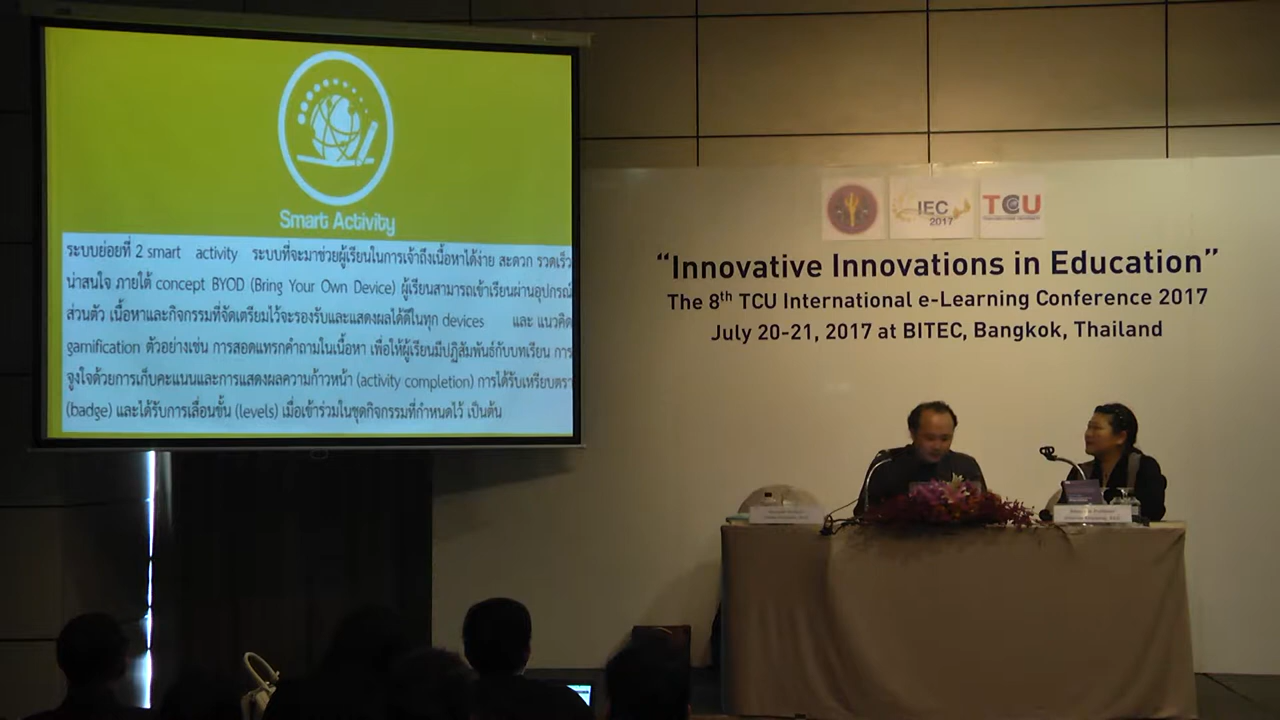 Smart Activity
ระบบย่อยที่ 2 smart activity ระบบที่จะมาช่วยผู้เรียนในการเจ้าถึงเนื้อหาได้ง่าย สะดวก รวดเร็ว
น่าสนใจ ภายใต้ concept BYOD (Bring Your Own Device) ผู้เรียนสามารถเข้าเรียนผ่านอุปกรณ์
ส่วนตัว เนื้อหาและกิจกรรมที่จัดเตรียมไว้จะรองรับและแสดงผลได้ดีในทุก devices และ แนวคิด
gamification ตัวอย่างเช่น การสอดแทรกคำถามในเนื้อหา เพื่อให้ผู้เรียนมีปฏิสัมพันธ์กับบทเรียน การ
จูงใจด้วยการเก็บคะแนนและการแสดงผลความก้าวหน้า (activity completion) การได้รับเหรียบตรา
(badge) และได้รับการเลื่อนขั้น (levels) เมื่อเข้าร่วมในชุดกิจกรรมที่กำหนดไว้ เป็นต้น
IEC
2017
TCU
“Innovative Innovations in Education”
The 8th TCU International e-Learning Conference 2017
July 20-21, 2017 at BITEC, Bangkok, Thailand